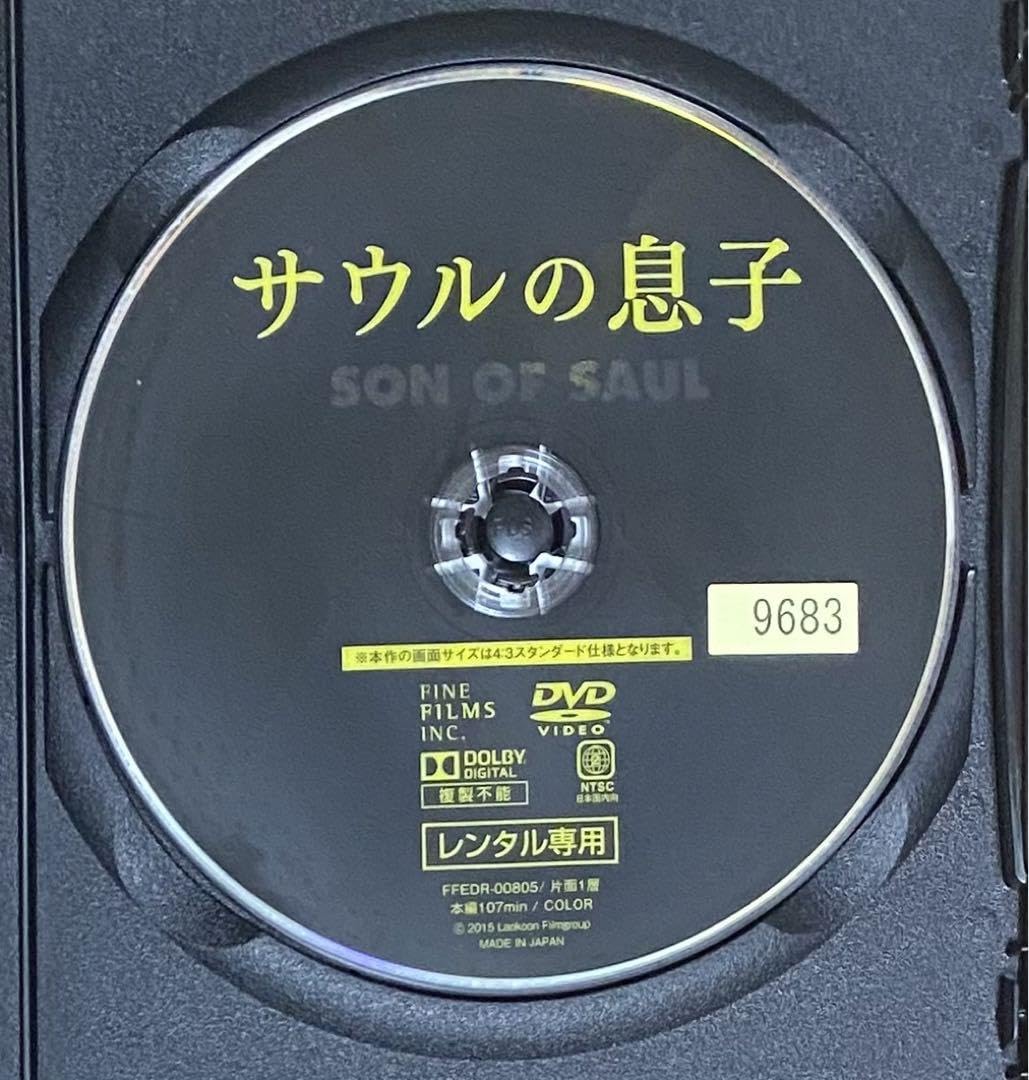 サウルの息子
SON OF SAUL
9683
※本作の画面サイズは4:3スタンダード仕様となります。
FINE
FILMS
INC.
DVD
VIDEO
DOLBY
DIGITAL
複製不能
2
NTSC
日本国内向
レンタル専用
FFEDR-00805/ 片面1層
本編107min / COLOR
© 2015 Laokoon Filmgroup
MADE IN JAPAN